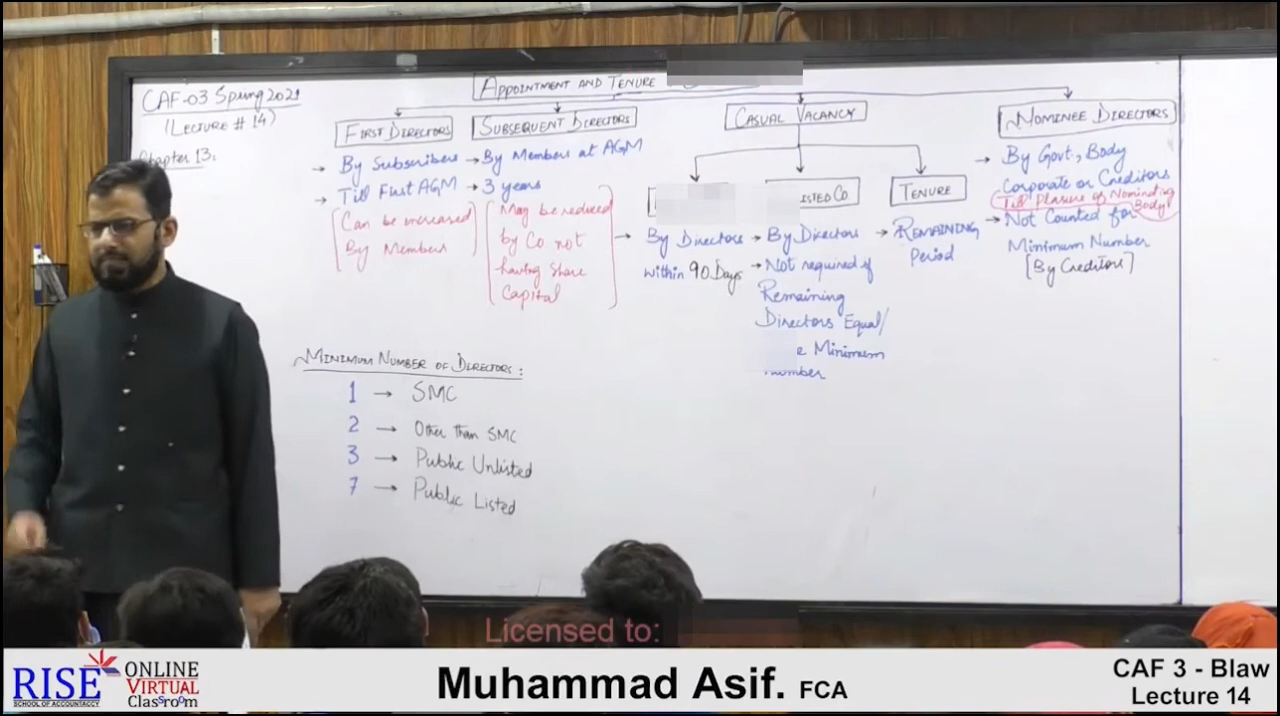 APPOINTMENT AND TENURE
CAF-03 Spring 2021
(LECTURE # 14)
Chapter 13:
FIRST DIRECTORS
→ By Subscribers
→ Till First AGM
Can be increased
By Members
SUBSEQUENT DIRECTORS
→ By Members at AGM
→ 3 years
May be reduced
by Co not
having share
capital
CASUAL VACANCY
→ By Directors
within 90 Days
ISTED CO
→ By Directors
→ Not required if
Remaining
Directors Equal/
e Minimum
number
TENURE
→ REMAINING
Period
NOMINEE DIRECTORS
→ By Govt., Body
Corporate or Creditors
Till Plasure of Nominating
Body
→ Not Counted for
Minimum Number
[By Creditors]
MINIMUM NUMBER OF DIRECTORS:
1 → SMC
2 → Other than SMC
3 → Public Unlisted
7 → Public Listed
Licensed to:
RISE
SCHOOL OF ACCOUNTACCY
ONLINE
VIRTUAL
Classroom
Muhammad Asif. FCA
CAF 3 - Blaw
Lecture 14